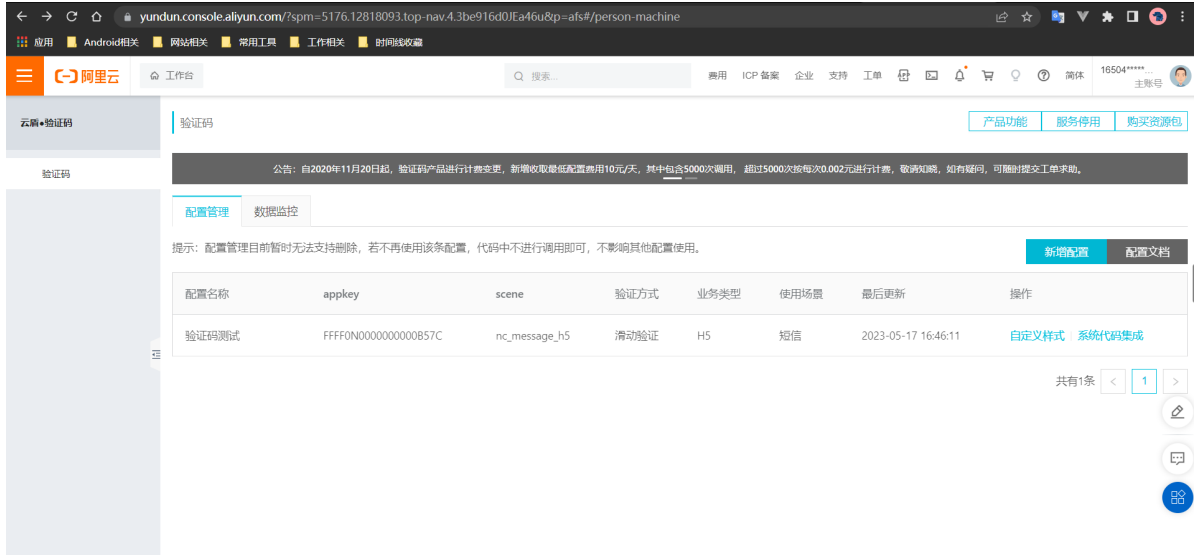 yundun.console.aliyun.com/?spm=5176.12818093.top-nav.4.3be916d0JEa46u&p=afs#/person-machine
应用 Android相关 网站相关 常用工具 工作相关 时间线收藏
阿里云 工作台 搜索... 费用 ICP 备案 企业 支持 工单 简体 16504*****...
主账号
云盾•验证码
验证码 产品功能 服务停用 购买资源包
验证码
公告：自2020年11月20日起，验证码产品进行计费变更，新增收取最低配置费用10元/天，其中包含5000次调用， 超过5000次按每次0.002元进行计费，敬请知晓，如有疑问，可随时提交工单求助。
配置管理 数据监控
提示：配置管理目前暂时无法支持删除，若不再使用该条配置，代码中不进行调用即可，不影响其他配置使用。
新增配置 配置文档
配置名称 appkey scene 验证方式 业务类型 使用场景 最后更新 操作
验证码测试 FFFF0N0000000000B57C nc_message_h5 滑动验证 H5 短信 2023-05-17 16:46:11 自定义样式 系统代码集成
共有1条 < 1 >